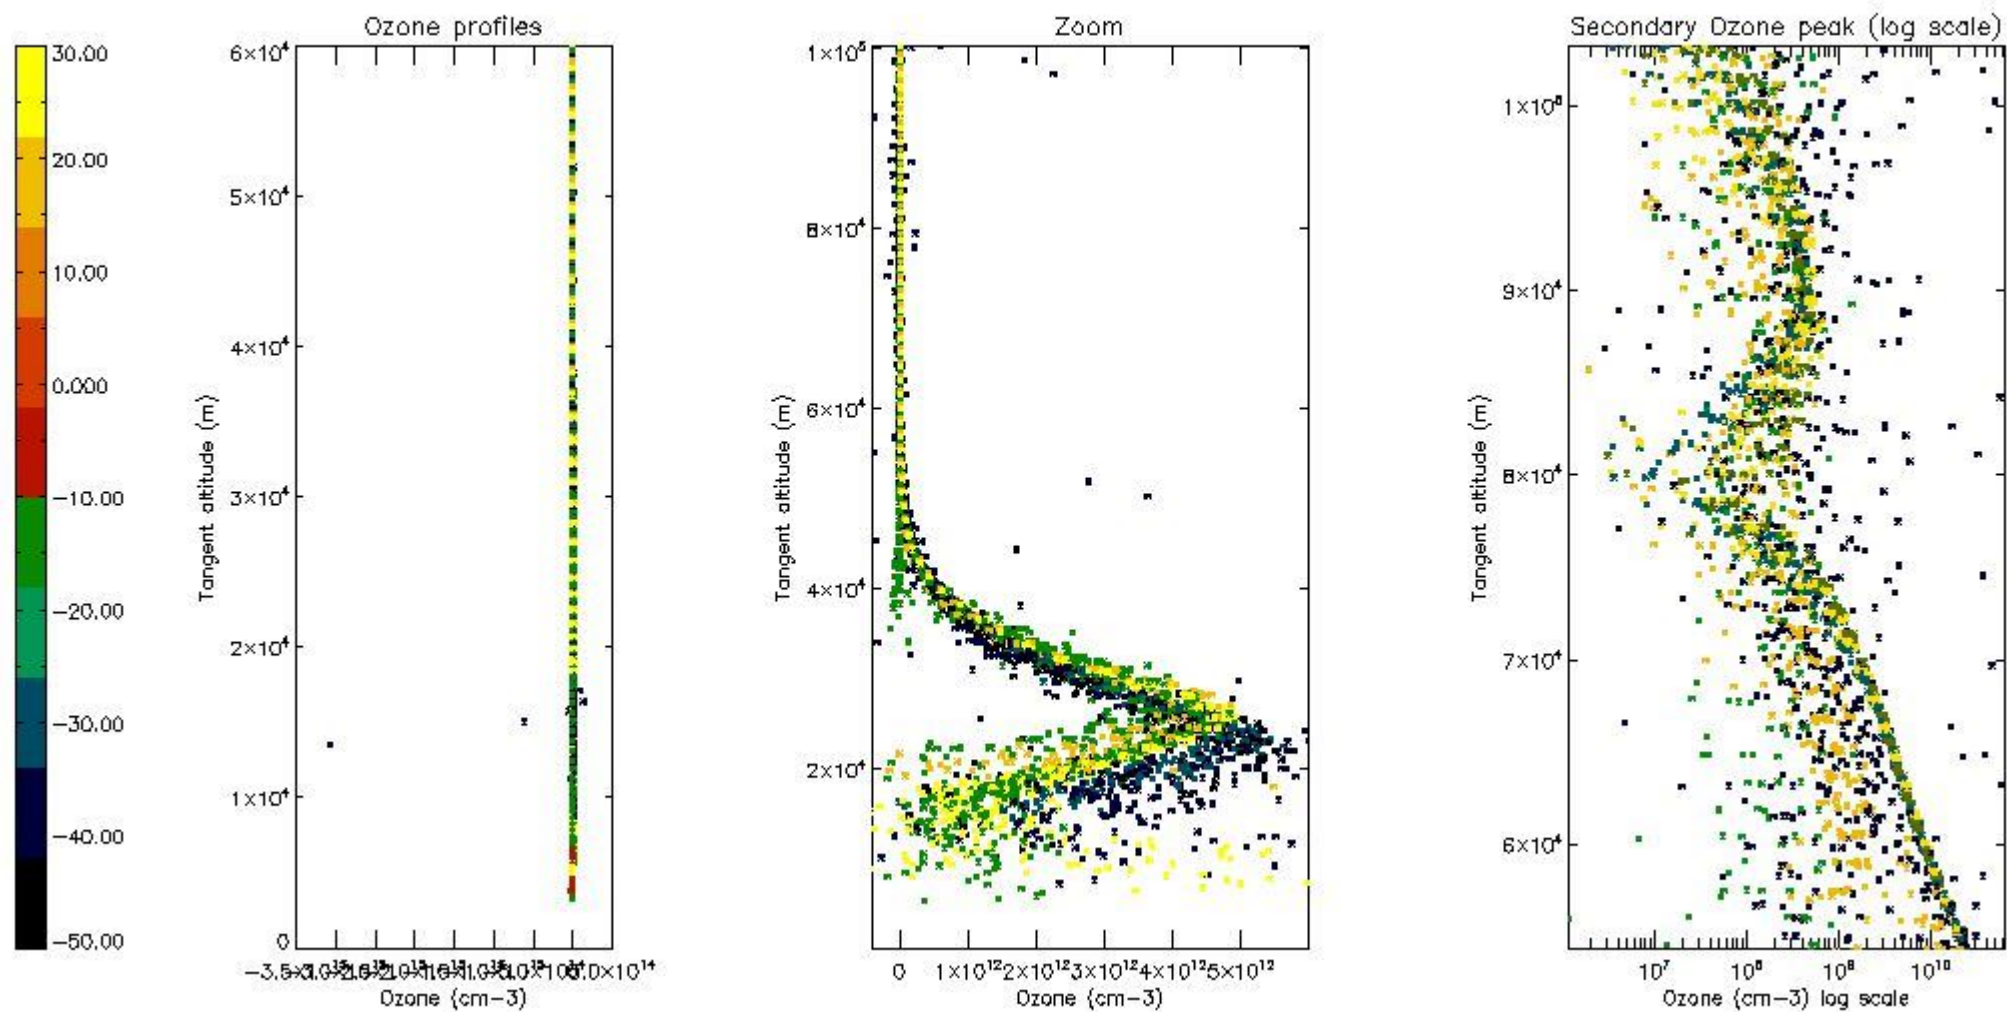 Ozone profiles
Zoom
Secondary Ozone peak (log scale)
30.00
20.00
10.00
0.000
−10.00
−20.00
−30.00
−40.00
−50.00
6×10⁴
5×10⁴
4×10⁴
3×10⁴
2×10⁴
1×10⁴
0
Tangent altitude (m)
Ozone (cm−3)
1×10⁵
8×10⁴
6×10⁴
4×10⁴
2×10⁴
Tangent altitude (m)
0 1×10¹² 2×10¹² 3×10¹² 4×10¹² 5×10¹²
Ozone (cm−3)
1×10⁵
9×10⁴
8×10⁴
7×10⁴
6×10⁴
Tangent altitude (m)
10⁷ 10⁸ 10⁹ 10¹⁰
Ozone (cm−3) log scale